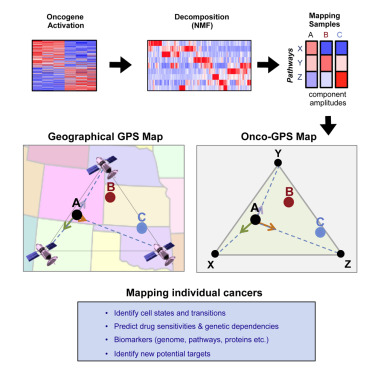 Oncogene
Activation
Decomposition
(NMF)
Mapping
Samples
A B C
Pathways
X
Y
Z
component
amplitudes
Geographical GPS Map
A
B
C
Onco-GPS Map
Y
B
A
C
X
Z
Mapping individual cancers
• Identify cell states and transitions
• Predict drug sensitivities & genetic dependencies
• Biomarkers (genome, pathways, proteins etc.)
• Identify new potential targets